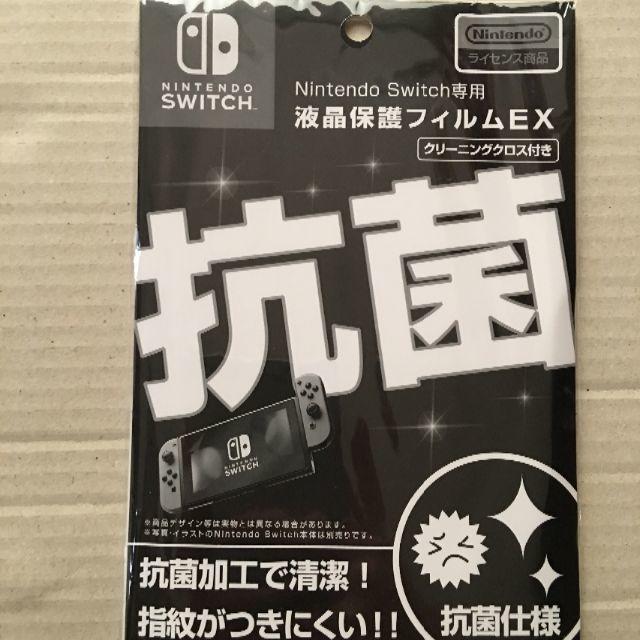 NINTENDO
SWITCH™
Nintendo
ライセンス商品
Nintendo Switch専用
液晶保護フィルムEX
クリーニングクロス付き
抗菌
NINTENDO
SWITCH
※商品デザイン等は実物とは異なる場合があります。
※写真・イラストのNintendo Switch本体は別売りです。
抗菌加工で清潔!
指紋がつきにくい!!
抗菌仕様